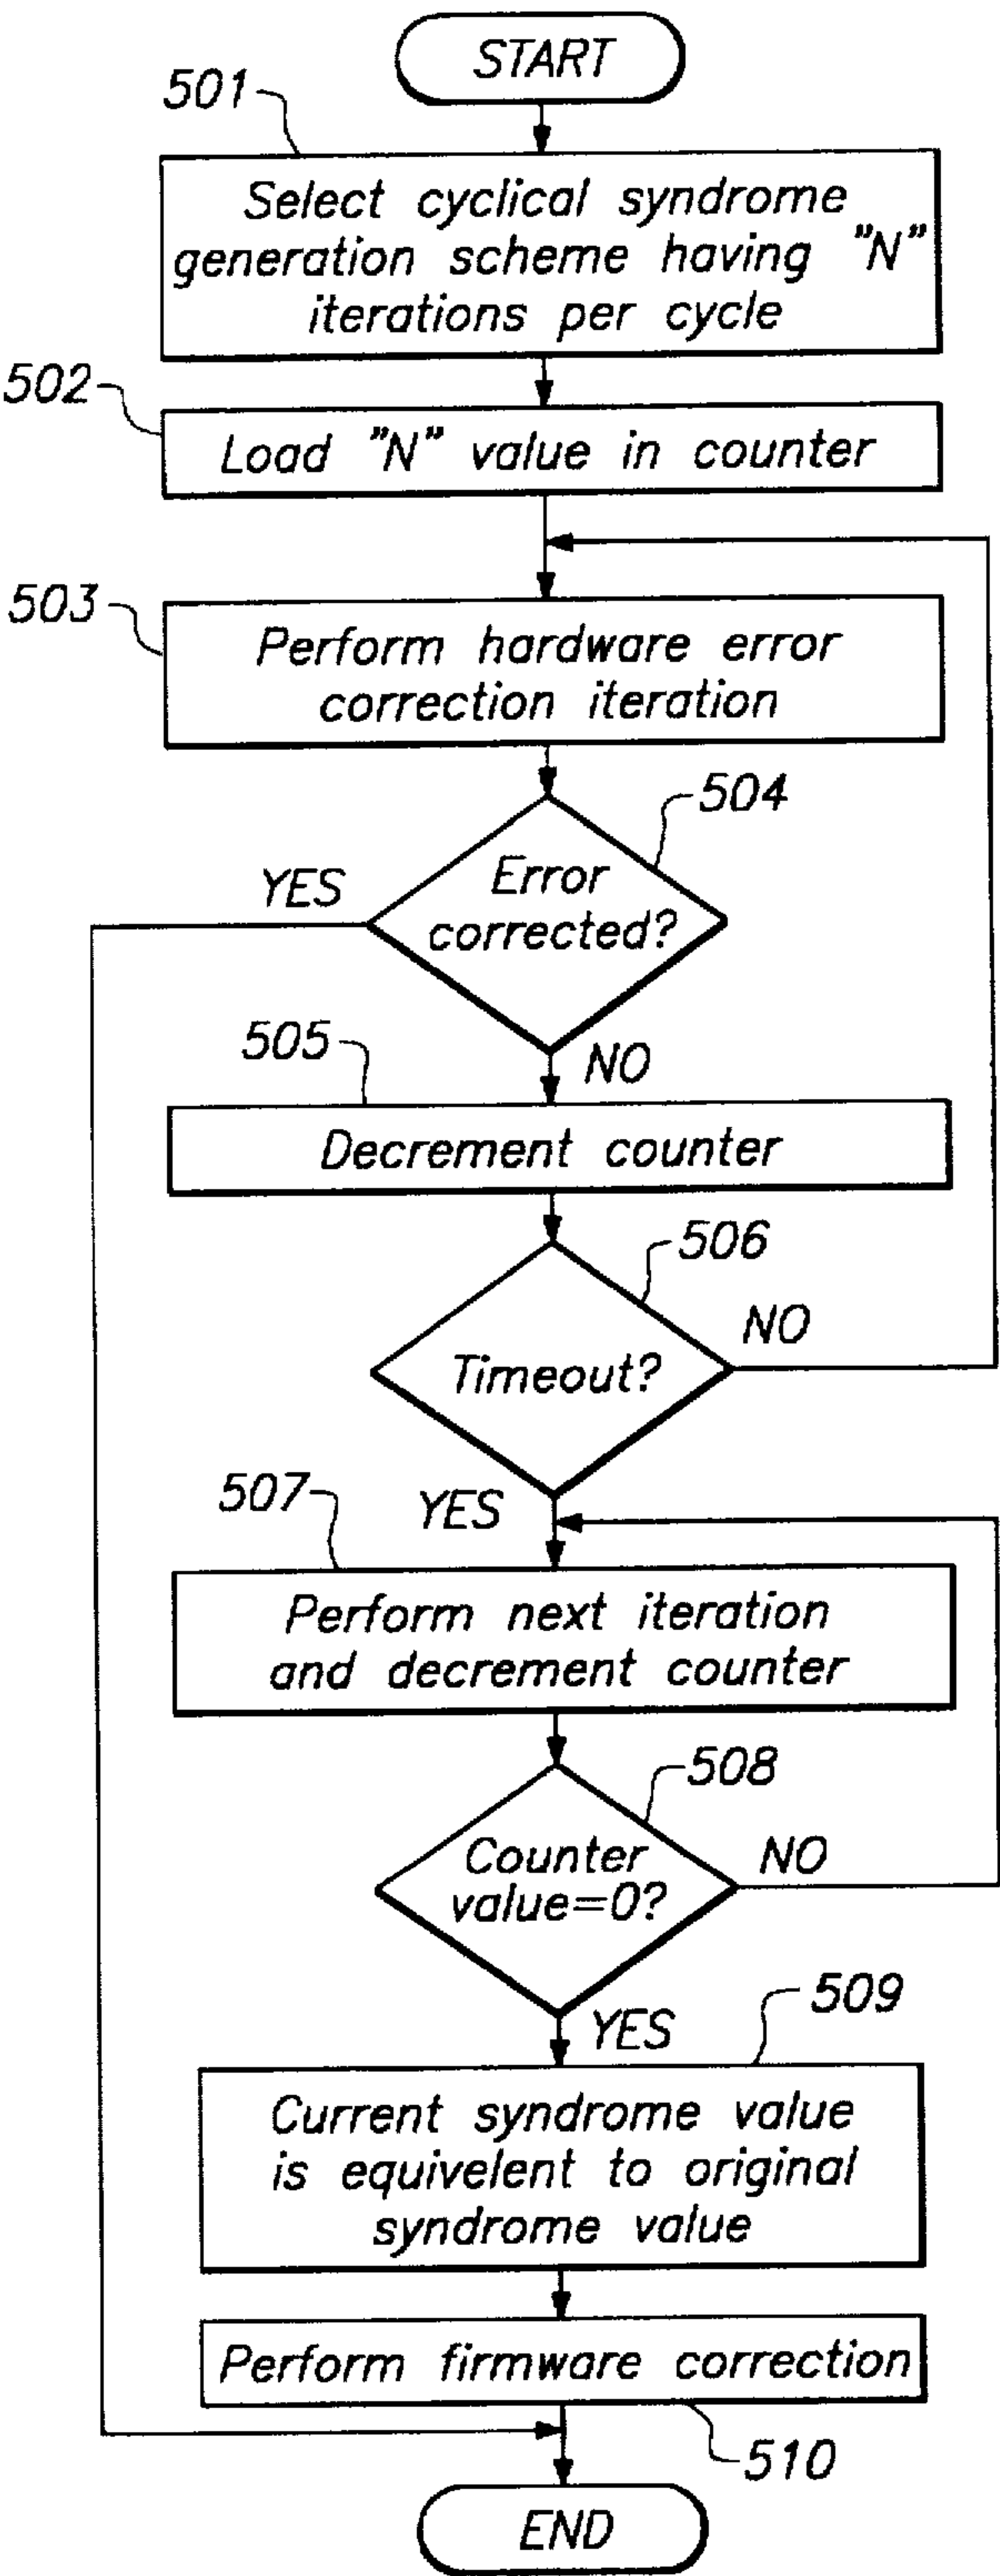 START
501
Select cyclical syndrome
generation scheme having "N"
iterations per cycle
502
Load "N" value in counter
503
Perform hardware error
correction iteration
504
Error
corrected?
YES
NO
505
Decrement counter
506
Timeout?
NO
YES
507
Perform next iteration
and decrement counter
508
Counter
value=0?
NO
YES
509
Current syndrome value
is equivelent to original
syndrome value
Perform firmware correction
510
END